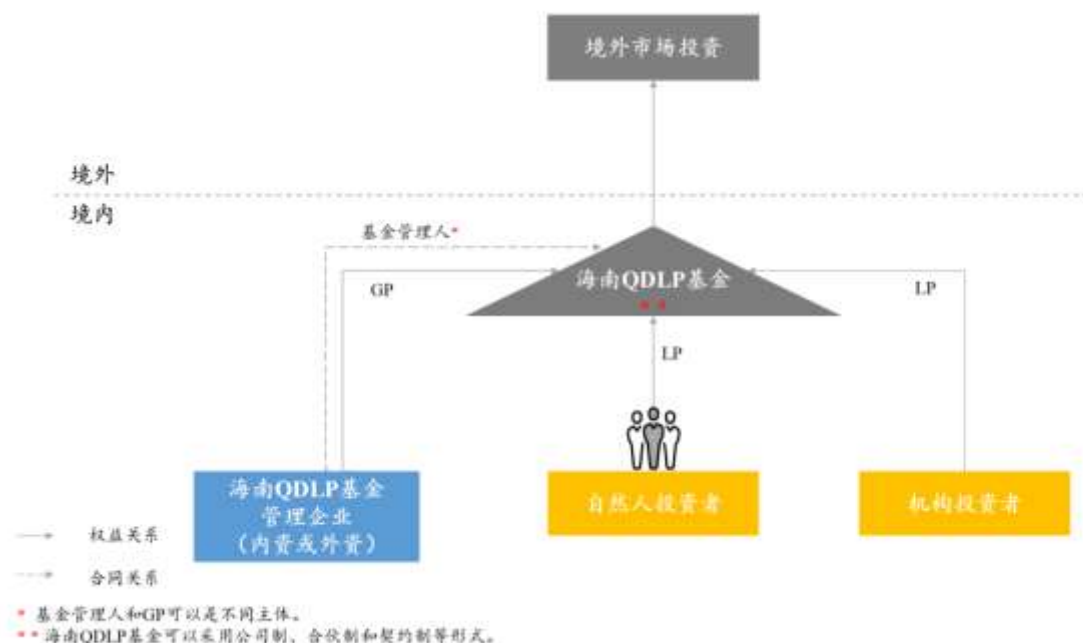 境外市场投资
境外
境内
基金管理人*
GP
海南QDLP基金
**
LP
LP
海南QDLP基金
管理企业
（内资或外资）
自然人投资者
机构投资者
权益关系
合同关系
* 基金管理人和GP可以是不同主体。
** 海南QDLP基金可以采用公司制、合伙制和契约制等形式。